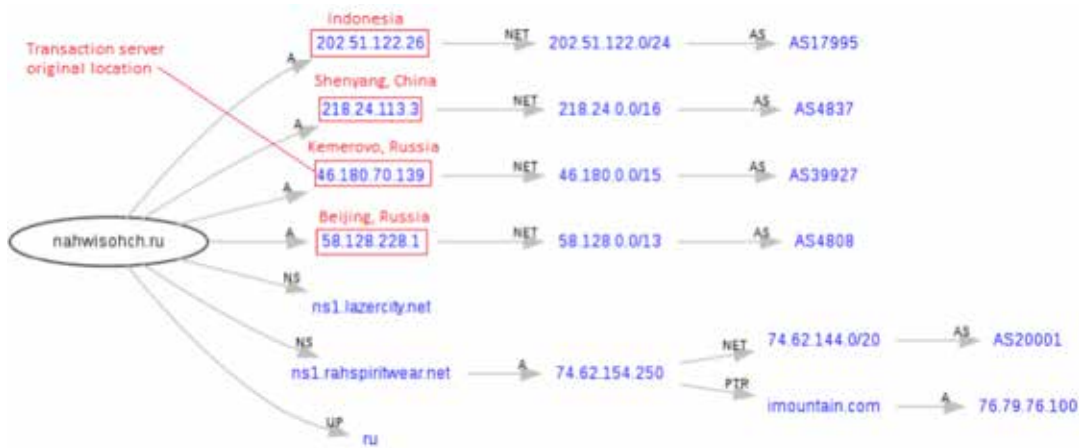 Indonesia
202.51.122.26 NET 202.51.122.0/24 AS AS17995
Transaction server
original location
A
Shenyang, China
218.24.113.3 NET 218.24.0.0/16 AS AS4837
A
Kemerovo, Russia
46.180.70.139 NET 46.180.0.0/15 AS AS39927
A
Beijing, Russia
nahwisohch.ru A 58.128.228.1 NET 58.128.0.0/13 AS AS4808
NS
ns1.lazercity.net
NS
ns1.rahspiritwear.net A 74.62.154.250
NET 74.62.144.0/20 AS AS20001
PTR imountain.com A 76.79.76.100
UP
ru